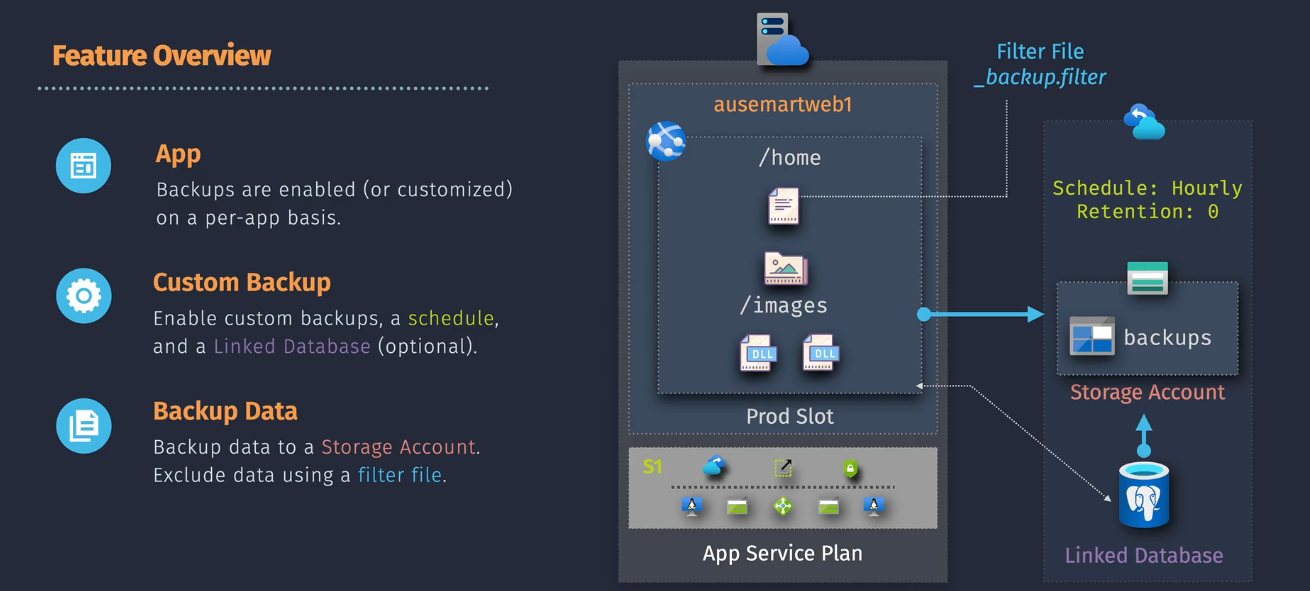 Feature Overview
App
Backups are enabled (or customized)
on a per-app basis.
Custom Backup
Enable custom backups, a schedule,
and a Linked Database (optional).
Backup Data
Backup data to a Storage Account.
Exclude data using a filter file.
ausemartweb1
/home
/images
DLL DLL
Prod Slot
S1
App Service Plan
Filter File
_backup.filter
Schedule: Hourly
Retention: 0
backups
Storage Account
Linked Database